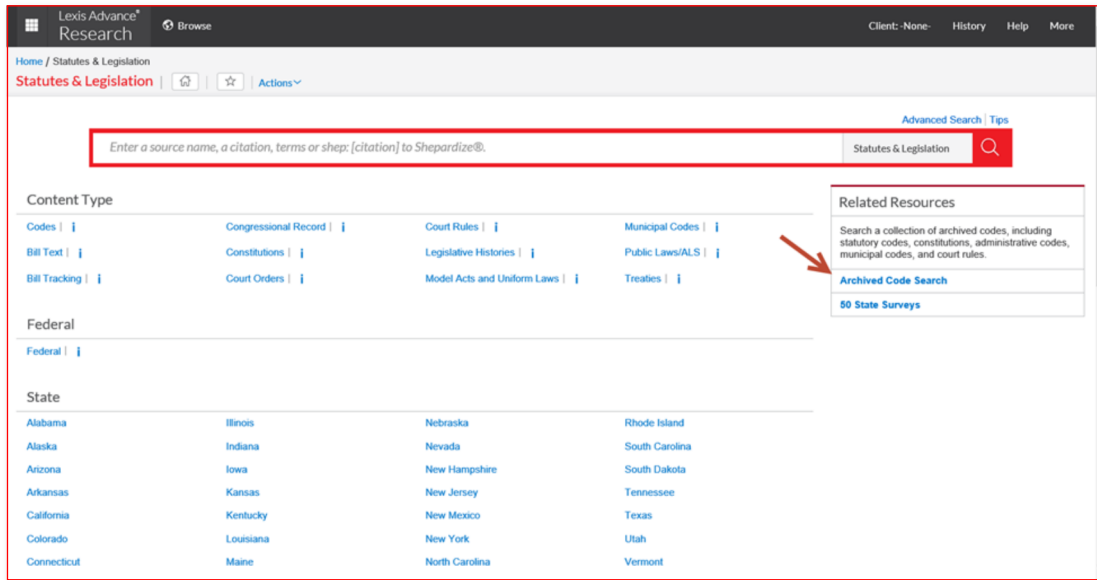 Lexis Advance®
Research
Browse
Client: -None- History Help More
Home / Statutes & Legislation
Statutes & Legislation | | | Actions
Advanced Search | Tips
Enter a source name, a citation, terms or shep: [citation] to Shepardize®.
Statutes & Legislation
Content Type
Codes | i Congressional Record | i Court Rules | i Municipal Codes | i
Bill Text | i Constitutions | i Legislative Histories | i Public Laws/ALS | i
Bill Tracking | i Court Orders | i Model Acts and Uniform Laws | i Treaties | i
Federal
Federal | i
State
Alabama Illinois Nebraska Rhode Island
Alaska Indiana Nevada South Carolina
Arizona Iowa New Hampshire South Dakota
Arkansas Kansas New Jersey Tennessee
California Kentucky New Mexico Texas
Colorado Louisiana New York Utah
Connecticut Maine North Carolina Vermont
Related Resources
Search a collection of archived codes, including
statutory codes, constitutions, administrative codes,
municipal codes, and court rules.
Archived Code Search
50 State Surveys